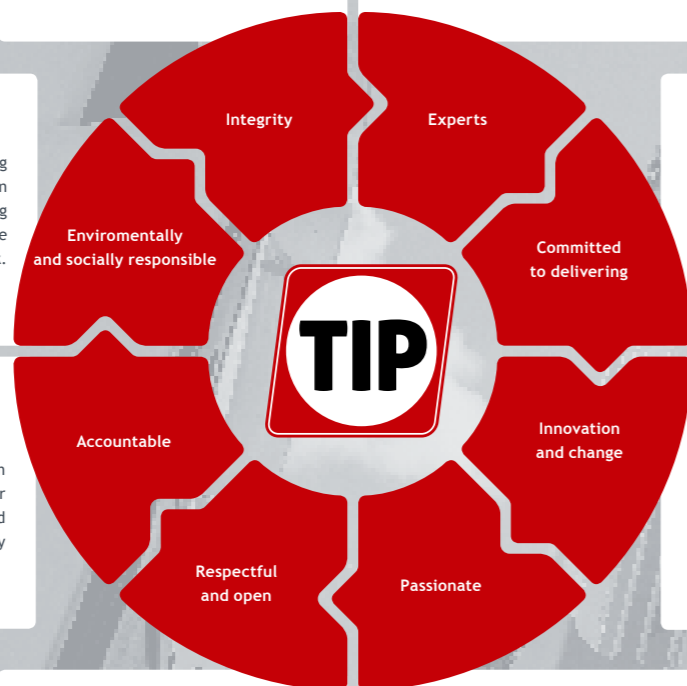 Integrity
Experts
Enviromentally
and socially responsible
Committed
to delivering
TIP
Accountable
Innovation
and change
Respectful
and open
Passionate